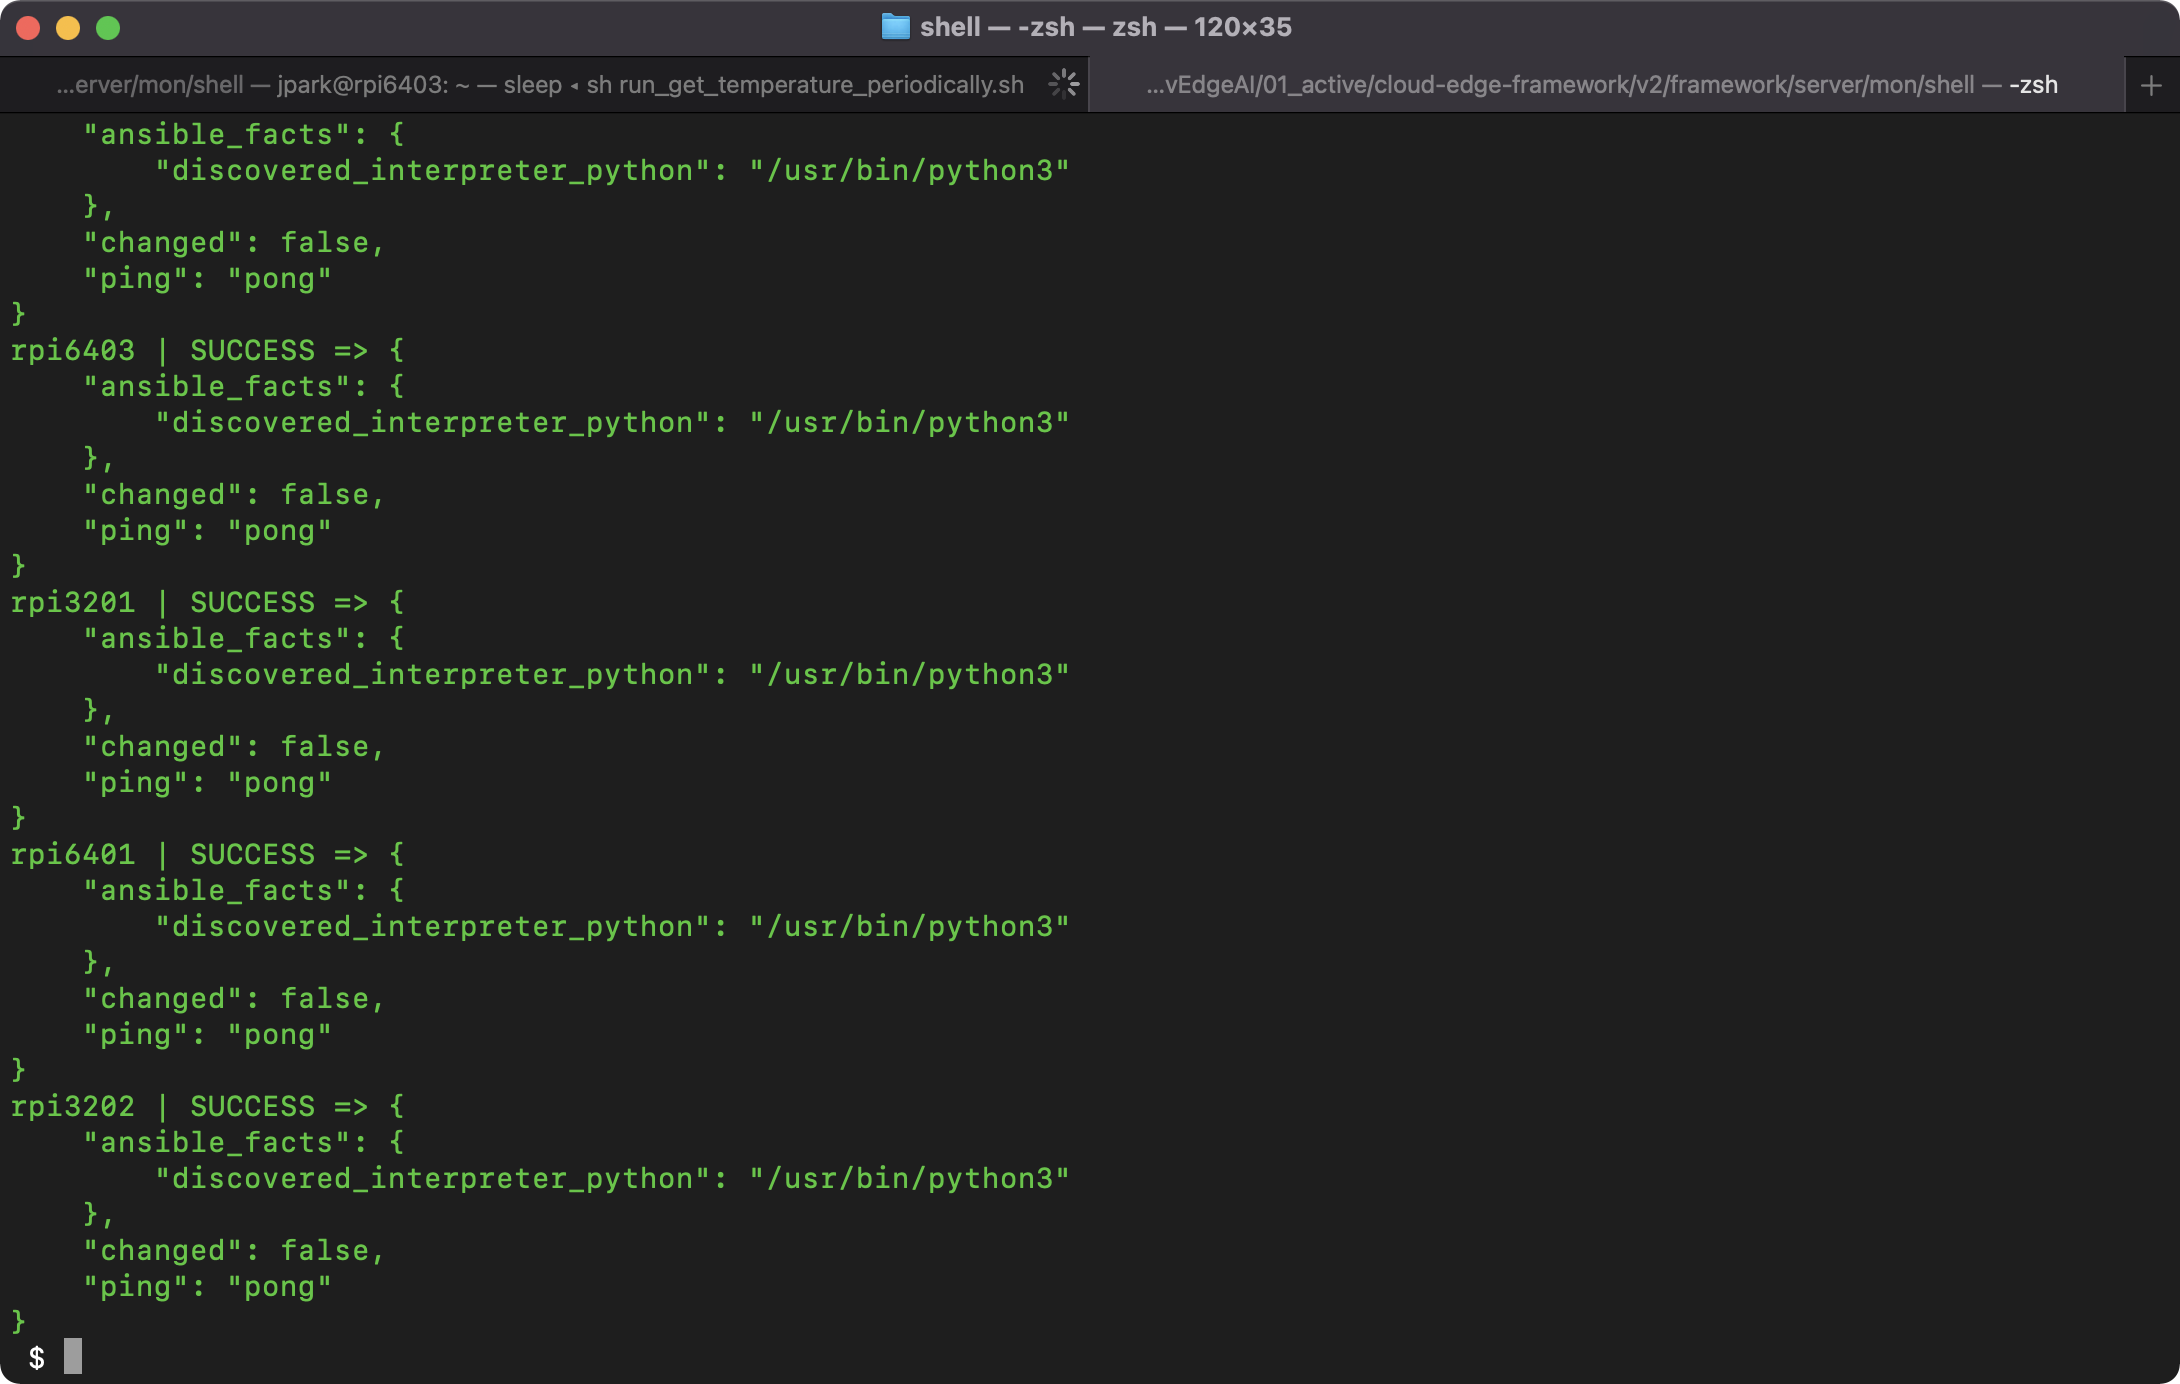 shell — -zsh — zsh — 120×35
...erver/mon/shell — jpark@rpi6403: ~ — sleep ◂ sh run_get_temperature_periodically.sh
...vEdgeAI/01_active/cloud-edge-framework/v2/framework/server/mon/shell — -zsh
+
    "ansible_facts": {
        "discovered_interpreter_python": "/usr/bin/python3"
    },
    "changed": false,
    "ping": "pong"
}
rpi6403 | SUCCESS => {
    "ansible_facts": {
        "discovered_interpreter_python": "/usr/bin/python3"
    },
    "changed": false,
    "ping": "pong"
}
rpi3201 | SUCCESS => {
    "ansible_facts": {
        "discovered_interpreter_python": "/usr/bin/python3"
    },
    "changed": false,
    "ping": "pong"
}
rpi6401 | SUCCESS => {
    "ansible_facts": {
        "discovered_interpreter_python": "/usr/bin/python3"
    },
    "changed": false,
    "ping": "pong"
}
rpi3202 | SUCCESS => {
    "ansible_facts": {
        "discovered_interpreter_python": "/usr/bin/python3"
    },
    "changed": false,
    "ping": "pong"
}
 $